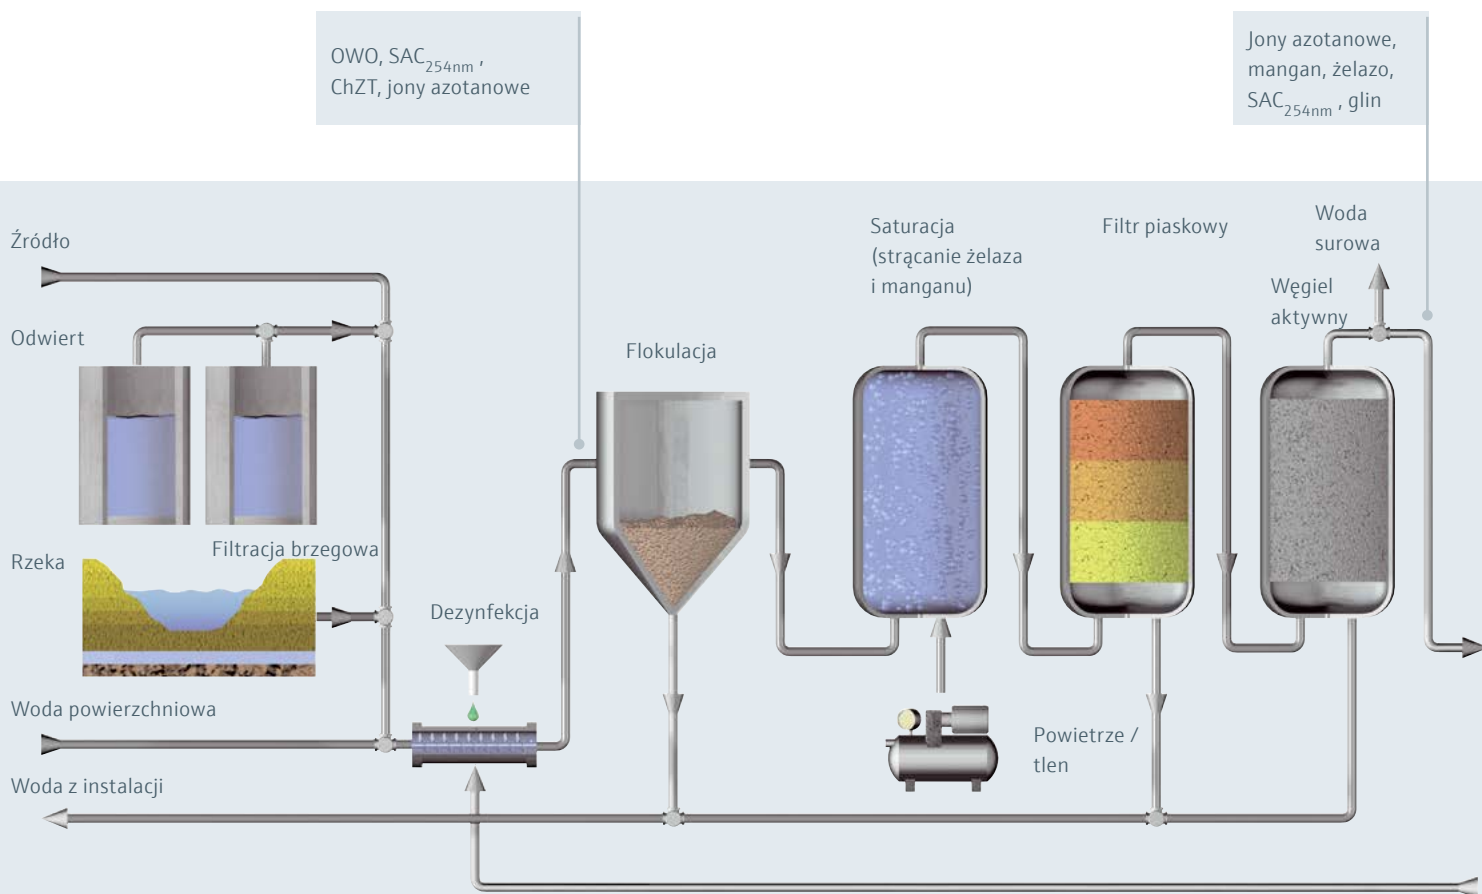 OWO, SAC254nm ,
ChZT, jony azotanowe
Jony azotanowe,
mangan, żelazo,
SAC254nm , glin
Źródło
Odwiert
Rzeka
Filtracja brzegowa
Woda powierzchniowa
Woda z instalacji
Dezynfekcja
Flokulacja
Saturacja
(strącanie żelaza
i manganu)
Powietrze /
tlen
Filtr piaskowy
Węgiel
aktywny
Woda
surowa